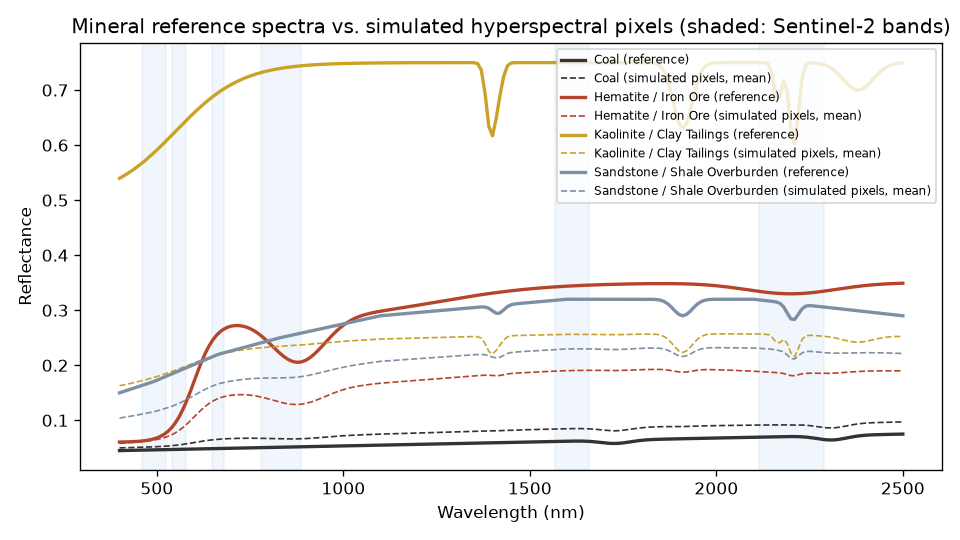 Mineral reference spectra vs. simulated hyperspectral pixels (shaded: Sentinel-2 bands)
Coal (reference)
Coal (simulated pixels, mean)
Hematite / Iron Ore (reference)
Hematite / Iron Ore (simulated pixels, mean)
Kaolinite / Clay Tailings (reference)
Kaolinite / Clay Tailings (simulated pixels, mean)
Sandstone / Shale Overburden (reference)
Sandstone / Shale Overburden (simulated pixels, mean)
Reflectance
0.7
0.6
0.5
0.4
0.3
0.2
0.1
500 1000 1500 2000 2500
Wavelength (nm)